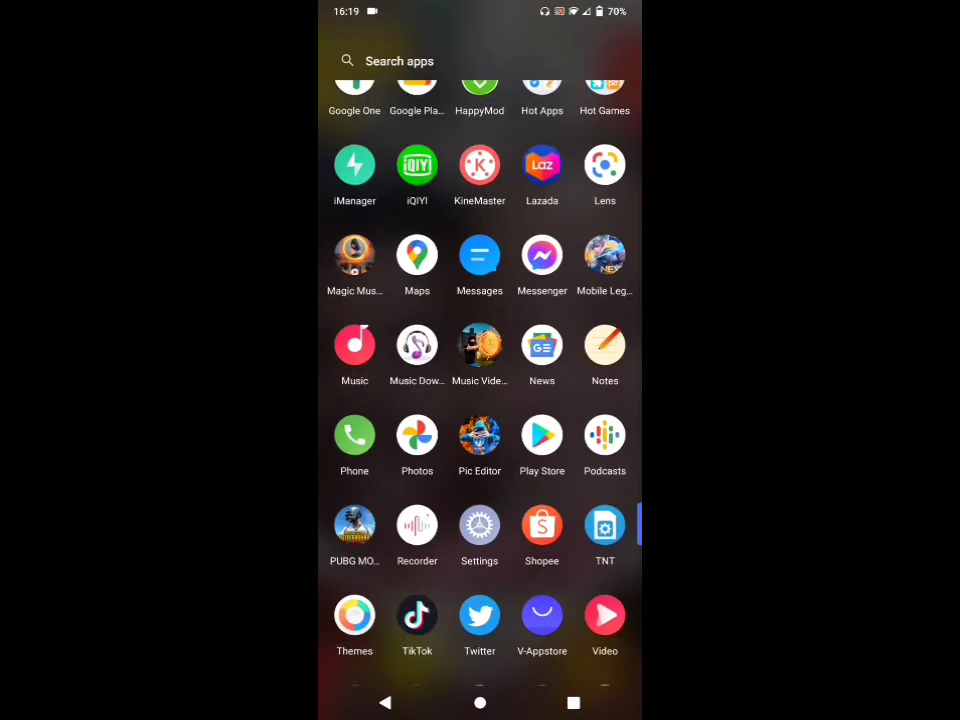 16:19 70%
Search apps
Google One Google Pla... HappyMod Hot Apps Hot Games
iManager iQIYI KineMaster Lazada Lens
Magic Mus... Maps Messages Messenger Mobile Leg...
Music Music Dow... Music Vide... News Notes
Phone Photos Pic Editor Play Store Podcasts
PUBG MO... Recorder Settings Shopee TNT
Themes TikTok Twitter V-Appstore Video